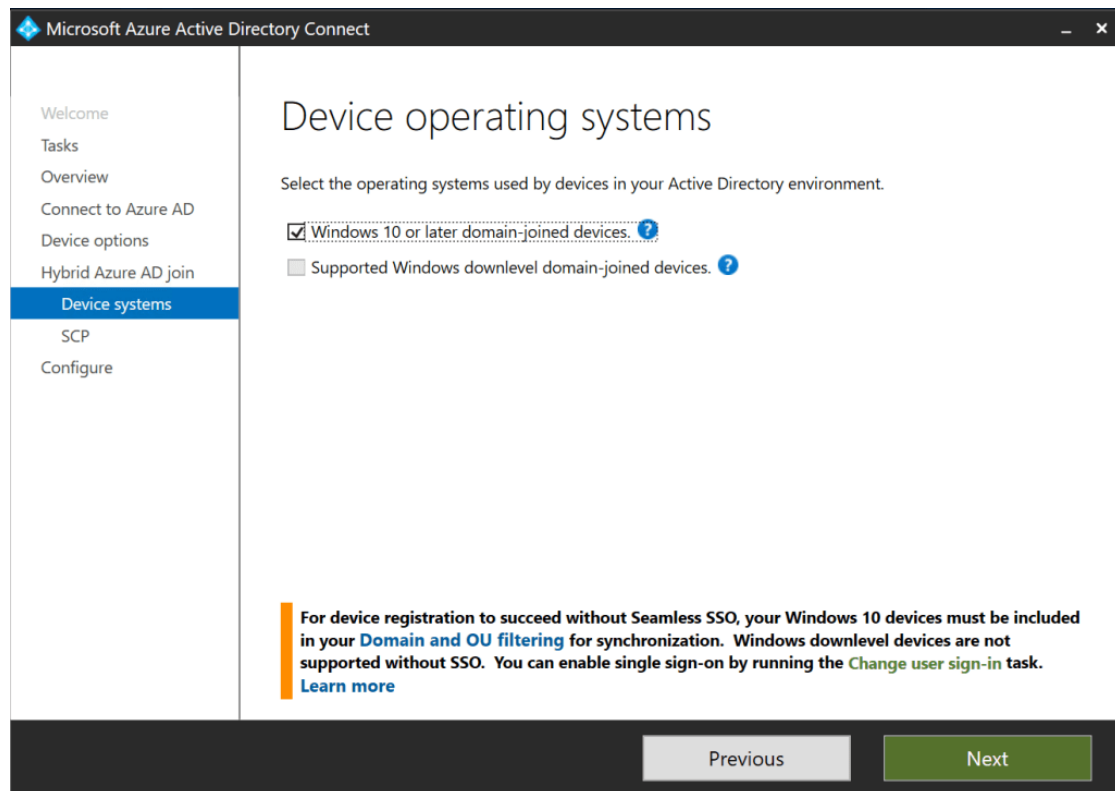 Microsoft Azure Active Directory Connect
Welcome
Tasks
Overview
Connect to Azure AD
Device options
Hybrid Azure AD join
Device systems
SCP
Configure
Device operating systems
Select the operating systems used by devices in your Active Directory environment.
Windows 10 or later domain-joined devices. ?
Supported Windows downlevel domain-joined devices. ?
For device registration to succeed without Seamless SSO, your Windows 10 devices must be included
in your Domain and OU filtering for synchronization. Windows downlevel devices are not
supported without SSO. You can enable single sign-on by running the Change user sign-in task.
Learn more
Previous
Next